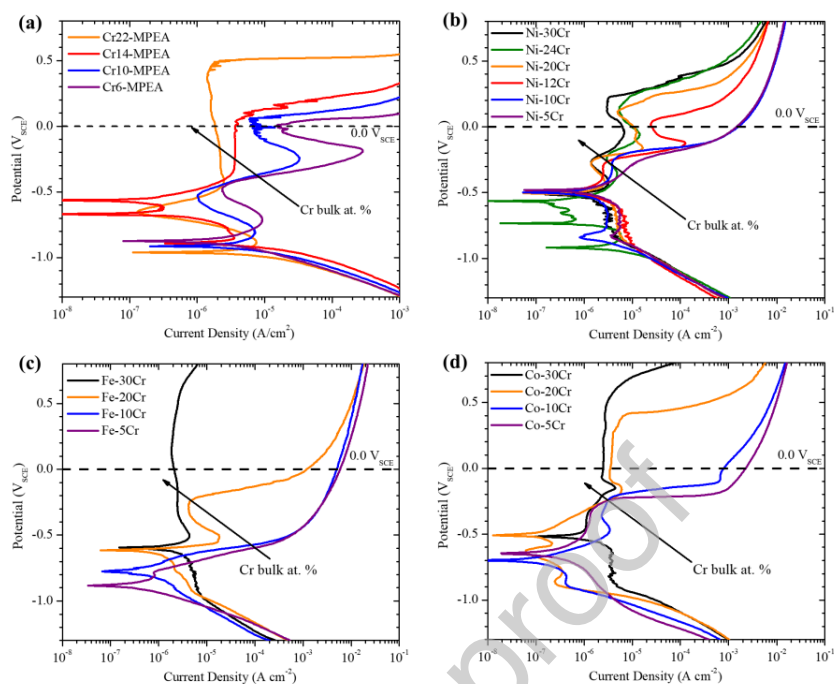 (a)
Cr22-MPEA
Cr14-MPEA
Cr10-MPEA
Cr6-MPEA
0.5
0.0
-0.5
-1.0
Potential (V_SCE)
0.0 V_SCE
Cr bulk at. %
10^-8 10^-7 10^-6 10^-5 10^-4 10^-3
Current Density (A/cm²)
(b)
Ni-30Cr
Ni-24Cr
Ni-20Cr
Ni-12Cr
Ni-10Cr
Ni-5Cr
0.5
0.0
-0.5
-1.0
Potential (V_SCE)
0.0 V_SCE
Cr bulk at. %
10^-8 10^-7 10^-6 10^-5 10^-4 10^-3 10^-2 10^-1
Current Density (A cm^-2)
(c)
Fe-30Cr
Fe-20Cr
Fe-10Cr
Fe-5Cr
0.5
0.0
-0.5
-1.0
Potential (V_SCE)
0.0 V_SCE
Cr bulk at. %
10^-8 10^-7 10^-6 10^-5 10^-4 10^-3 10^-2 10^-1
Current Density (A cm^-2)
(d)
Co-30Cr
Co-20Cr
Co-10Cr
Co-5Cr
0.5
0.0
-0.5
-1.0
Potential (V_SCE)
0.0 V_SCE
Cr bulk at. %
10^-8 10^-7 10^-6 10^-5 10^-4 10^-3 10^-2 10^-1
Current Density (A cm^-2)
proof